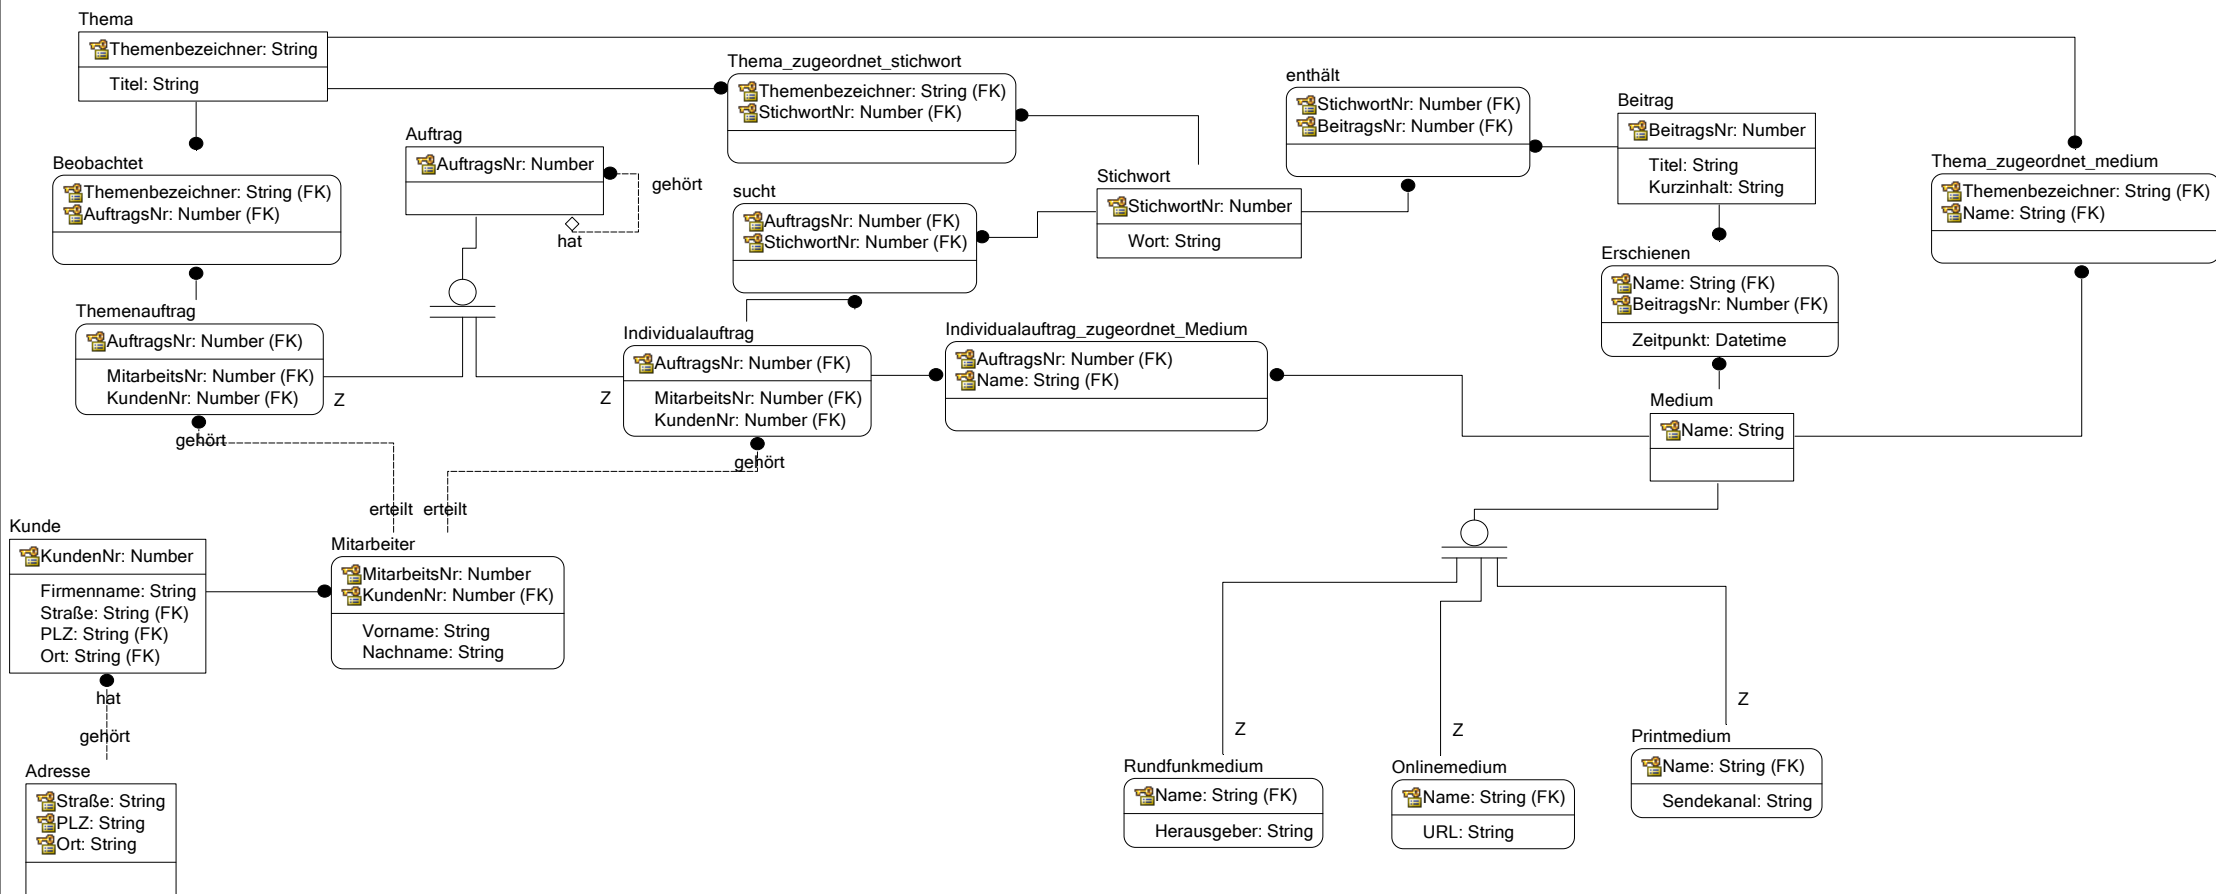 Thema
Themenbezeichner: String
Titel: String
Thema_zugeordnet_stichwort
Themenbezeichner: String (FK)
StichwortNr: Number (FK)
enthält
StichwortNr: Number (FK)
BeitragsNr: Number (FK)
Beitrag
BeitragsNr: Number
Titel: String
Kurzinhalt: String
Thema_zugeordnet_medium
Themenbezeichner: String (FK)
Name: String (FK)
Auftrag
AuftragsNr: Number
gehört
hat
Beobachtet
Themenbezeichner: String (FK)
AuftragsNr: Number (FK)
sucht
AuftragsNr: Number (FK)
StichwortNr: Number (FK)
Stichwort
StichwortNr: Number
Wort: String
Erschienen
Name: String (FK)
BeitragsNr: Number (FK)
Zeitpunkt: Datetime
Themenauftrag
AuftragsNr: Number (FK)
MitarbeitsNr: Number (FK)
KundenNr: Number (FK)
Z
gehört
Z
Individualauftrag
AuftragsNr: Number (FK)
MitarbeitsNr: Number (FK)
KundenNr: Number (FK)
gehört
Individualauftrag_zugeordnet_Medium
AuftragsNr: Number (FK)
Name: String (FK)
Medium
Name: String
erteilt
erteilt
Kunde
KundenNr: Number
Firmenname: String
Straße: String (FK)
PLZ: String (FK)
Ort: String (FK)
hat
gehört
Mitarbeiter
MitarbeitsNr: Number
KundenNr: Number (FK)
Vorname: String
Nachname: String
Adresse
Straße: String
PLZ: String
Ort: String
Z
Z
Z
Rundfunkmedium
Name: String (FK)
Herausgeber: String
Onlinemedium
Name: String (FK)
URL: String
Printmedium
Name: String (FK)
Sendekanal: String